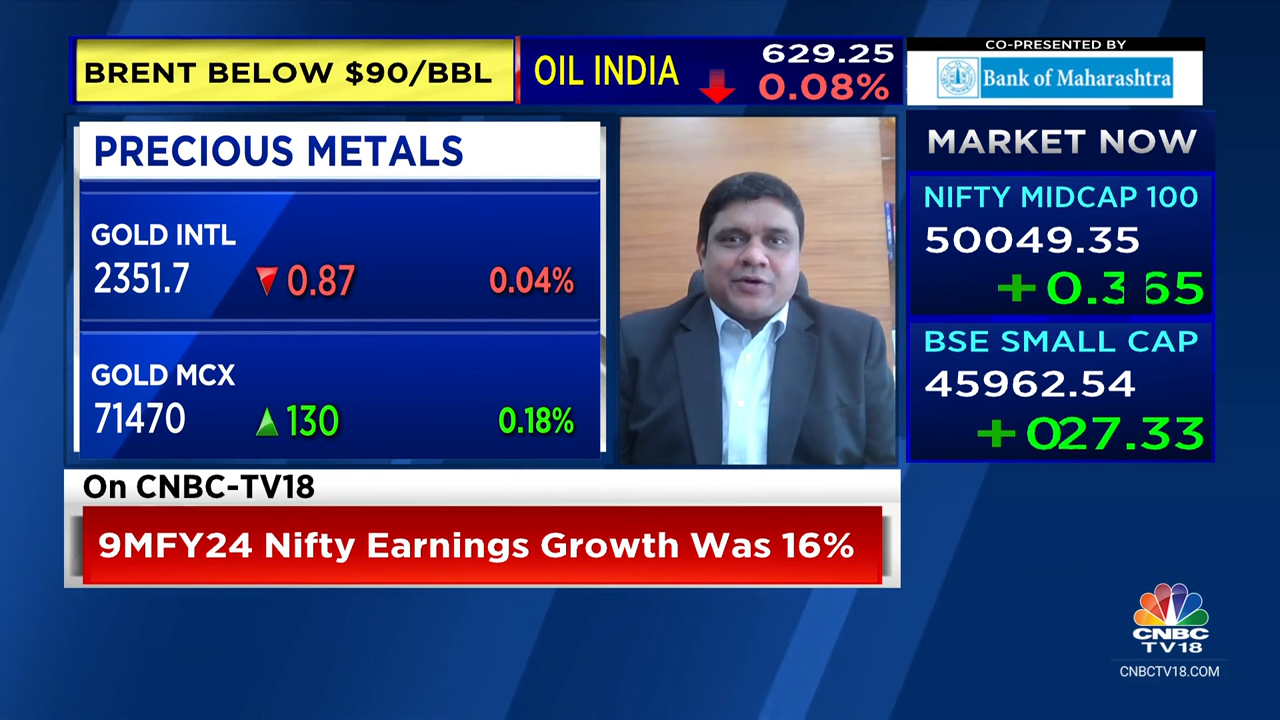 BRENT BELOW $90/BBL
OIL INDIA
629.25
0.08%
CO-PRESENTED BY
Bank of Maharashtra
PRECIOUS METALS
GOLD INTL
2351.7 0.87 0.04%
GOLD MCX
71470 130 0.18%
MARKET NOW
NIFTY MIDCAP 100
50049.35
BSE SMALL CAP
45962.54
On CNBC-TV18
9MFY24 Nifty Earnings Growth Was 16%
CNBC
TV18
CNBCTV18.COM